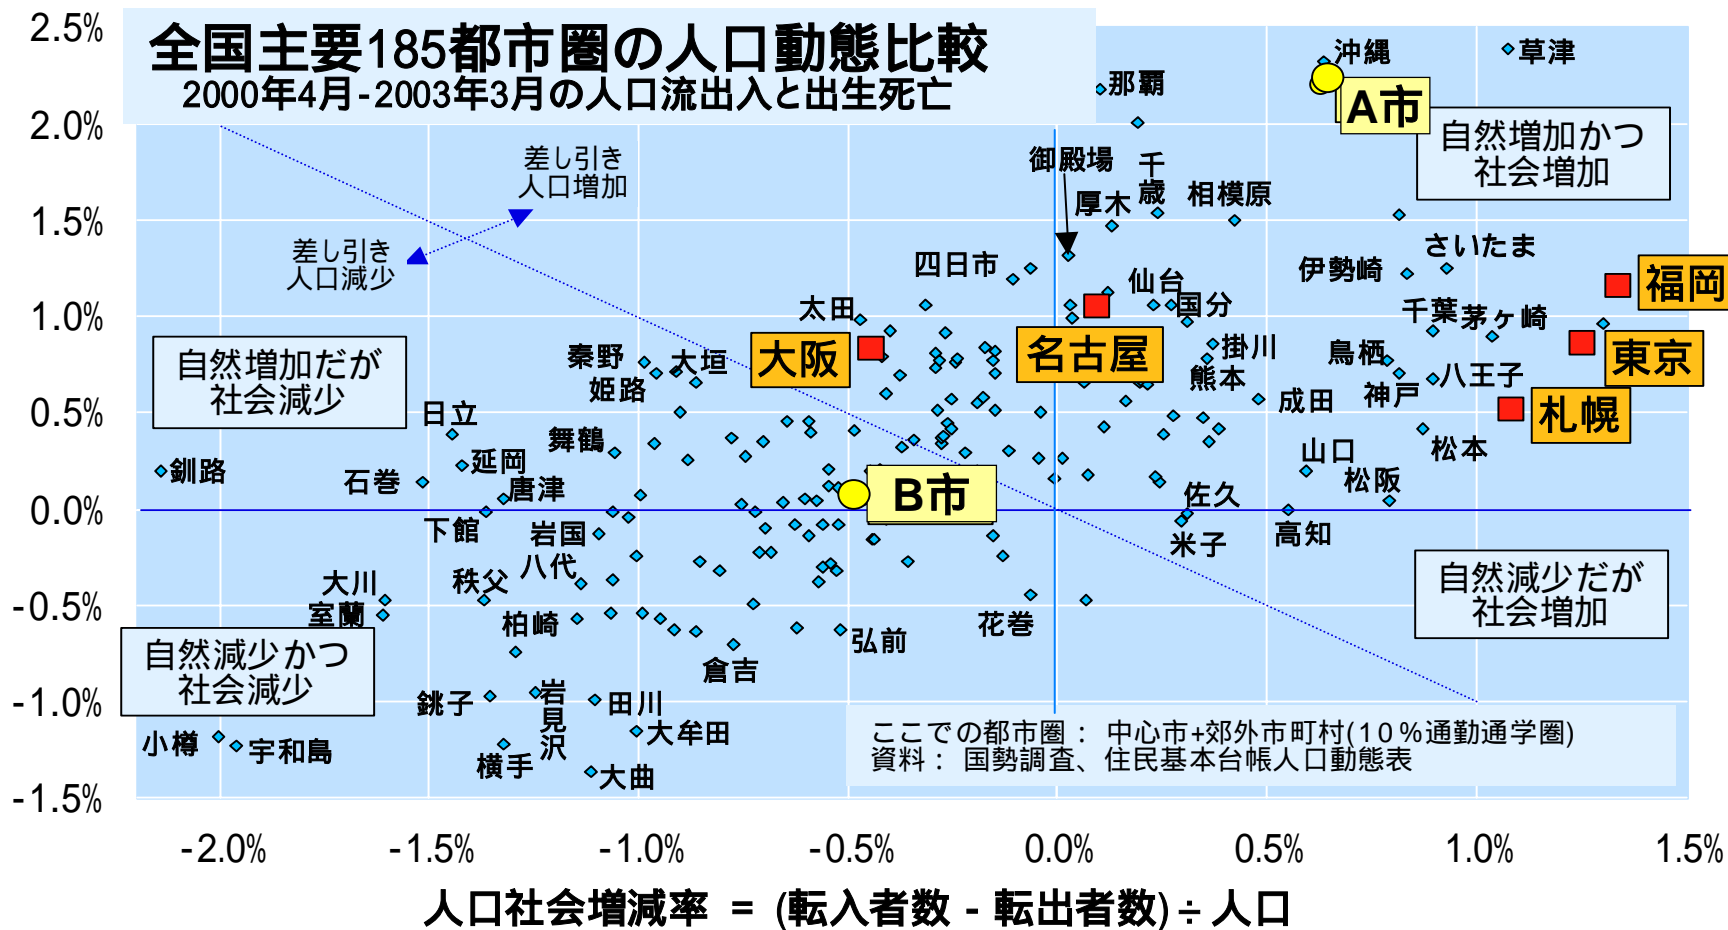 全国主要185都市圏の人口動態比較
2000年4月-2003年3月の人口流出入と出生死亡
2.5%
2.0%
1.5%
1.0%
0.5%
0.0%
-0.5%
-1.0%
-1.5%
沖縄
草津
那覇
A市
自然増加かつ
社会増加
差し引き
人口増加
差し引き
人口減少
御殿場
千歳
厚木
相模原
四日市
さいたま
伊勢崎
仙台
国分
福岡
太田
千葉
茅ヶ崎
大阪
名古屋
掛川
鳥栖
東京
自然増加だが
社会減少
秦野
大垣
姫路
熊本
神戸
八王子
成田
札幌
日立
舞鶴
山口
松本
釧路
延岡
石巻
唐津
松阪
B市
佐久
下館
岩国
米子
高知
八代
大川
秩父
自然減少だが
社会増加
室蘭
柏崎
花巻
弘前
自然減少かつ
社会減少
倉吉
銚子
岩見沢
田川
小樽
宇和島
大牟田
横手
大曲
ここでの都市圏： 中心市+郊外市町村(10%通勤通学圏)
資料： 国勢調査、住民基本台帳人口動態表
-2.0%
-1.5%
-1.0%
-0.5%
0.0%
0.5%
1.0%
1.5%
人口社会増減率 = (転入者数 - 転出者数)÷人口